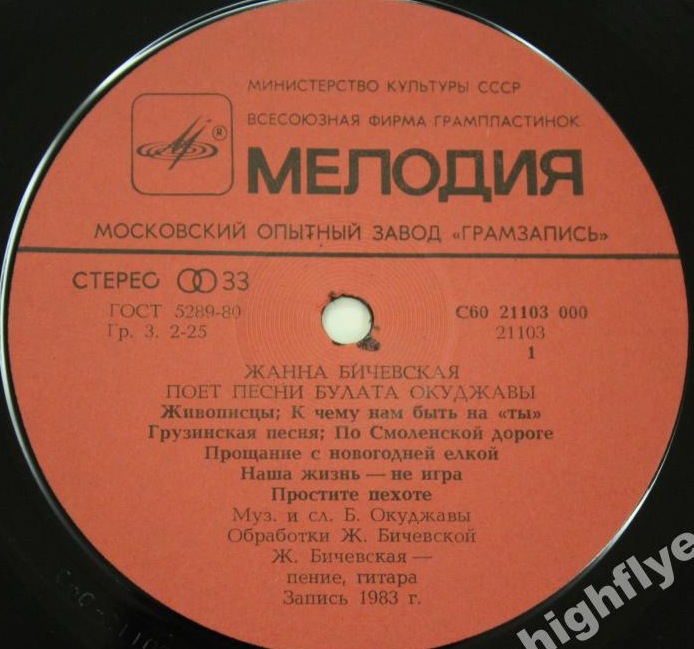 МИНИСТЕРСТВО КУЛЬТУРЫ СССР
ВСЕСОЮЗНАЯ ФИРМА ГРАМПЛАСТИНОК
®
МЕЛОДИЯ
МОСКОВСКИЙ ОПЫТНЫЙ ЗАВОД «ГРАМЗАПИСЬ»
СТЕРЕО 33
ГОСТ 5289-80
Гр. 3. 2-25
С60 21103 000
21103
1
ЖАННА БИЧЕВСКАЯ
ПОЕТ ПЕСНИ БУЛАТА ОКУДЖАВЫ
Живописцы; К чему нам быть на «ты»
Грузинская песня; По Смоленской дороге
Прощание с новогодней елкой
Наша жизнь — не игра
Простите пехоте
Муз. и сл. Б. Окуджавы
Обработки Ж. Бичевской
Ж. Бичевская —
пение, гитара
Запись 1983 г.
highflye